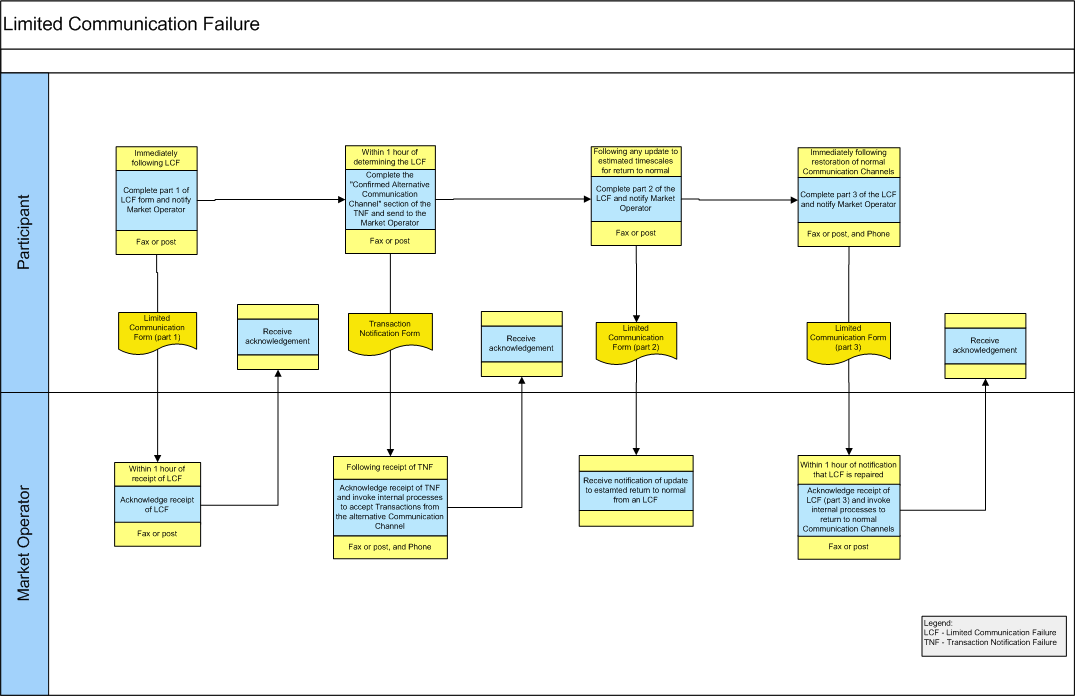 Limited Communication Failure
Participant
Immediately
following LCF
Complete part 1 of
LCF form and notify
Market Operator
Fax or post
Within 1 hour of
determining the LCF
Complete the
"Confirmed Alternative
Communication
Channel" section of the
TNF and send to the
Market Operator
Fax or post
Following any update to
estimated timescales
for return to normal
Complete part 2 of the
LCF and notify Market
Operator
Fax or post
Immediately following
restoration of normal
Communication Channels
Complete part 3 of the LCF
and notify Market Operator
Fax or post, and Phone
Limited
Communication
Form (part 1)
Receive
acknowledgement
Transaction
Notification Form
Receive
acknowledgement
Limited
Communication
Form (part 2)
Limited
Communication Form
(part 3)
Receive
acknowledgement
Market Operator
Within 1 hour of
receipt of LCF
Acknowledge receipt
of LCF
Fax or post
Following receipt of TNF
Acknowledge receipt of TNF
and invoke internal processes
to accept Transactions from
the alternative Communication
Channel
Fax or post, and Phone
Receive notification of update
to estamted return to normal
from an LCF
Within 1 hour of notification
that LCF is repaired
Acknowledge receipt of
LCF (part 3) and invoke
internal processes to
return to normal
Communication Channels
Fax or post
Legend:
LCF - Limited Communication Failure
TNF - Transaction Notification Failure